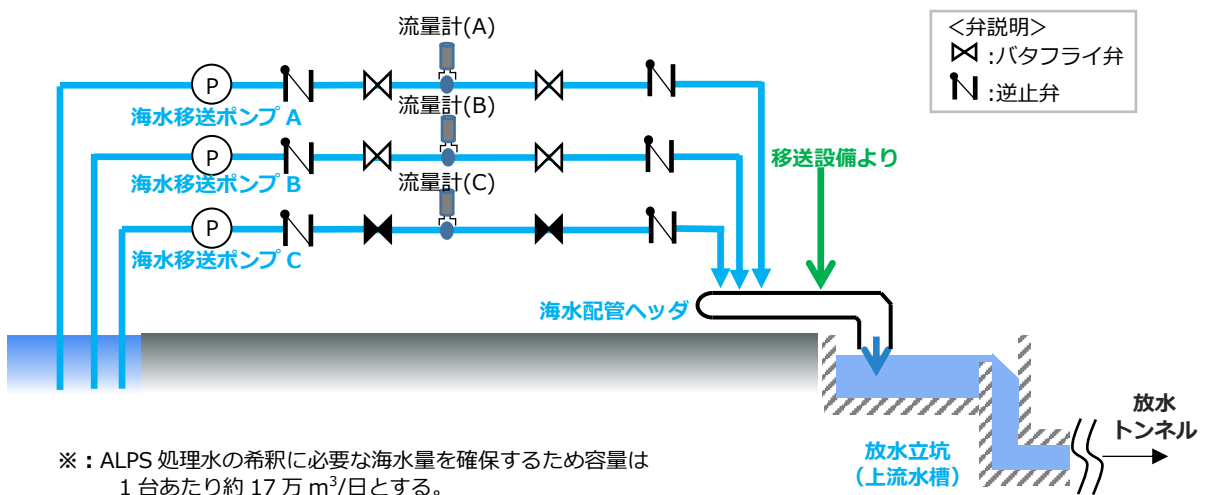 流量計(A)
<弁説明>
:バタフライ弁
:逆止弁
P
海水移送ポンプ A
流量計(B)
P
海水移送ポンプ B
移送設備より
流量計(C)
P
海水移送ポンプ C
海水配管ヘッダ
放水
トンネル
放水立坑
(上流水槽)
※:ALPS 処理水の希釈に必要な海水量を確保するため容量は
1 台あたり約 17 万 m³/日とする。